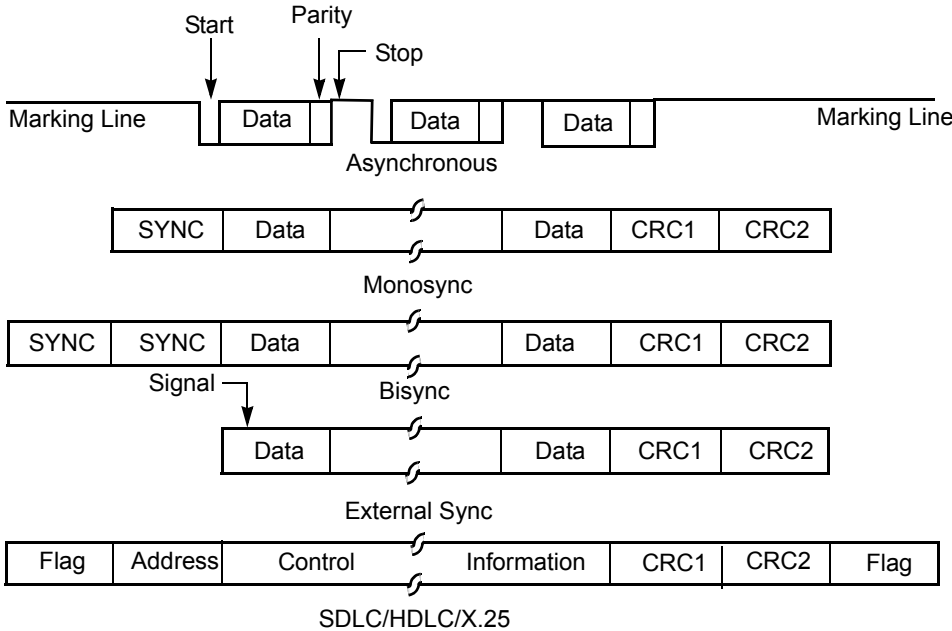 Start Parity
Stop
Marking Line Data Data Data Marking Line
Asynchronous
SYNC Data Data CRC1 CRC2
Monosync
SYNC SYNC Data Data CRC1 CRC2
Signal Bisync
Data Data CRC1 CRC2
External Sync
Flag Address Control Information CRC1 CRC2 Flag
SDLC/HDLC/X.25